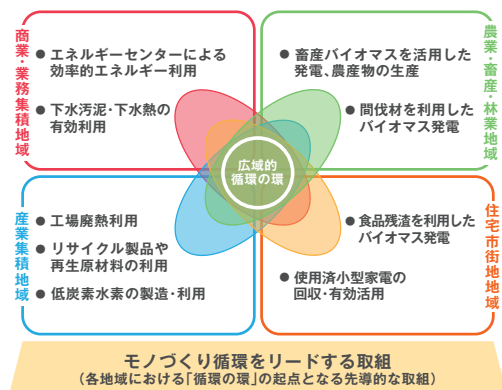 商業・業務集積地域
● エネルギーセンターによる
効率的エネルギー利用
● 下水汚泥・下水熱の
有効利用
農業・畜産・林業地域
● 畜産バイオマスを活用した
発電、農産物の生産
● 間伐材を利用した
バイオマス発電
広域的
循環の環
産業集積地域
● 工場廃熱利用
● リサイクル製品や
再生原材料の利用
● 低炭素水素の製造・利用
住宅市街地地域
● 食品残渣を利用した
バイオマス発電
● 使用済小型家電の
回収・有効活用
モノづくり循環をリードする取組
（各地域における「循環の環」の起点となる先導的な取組）